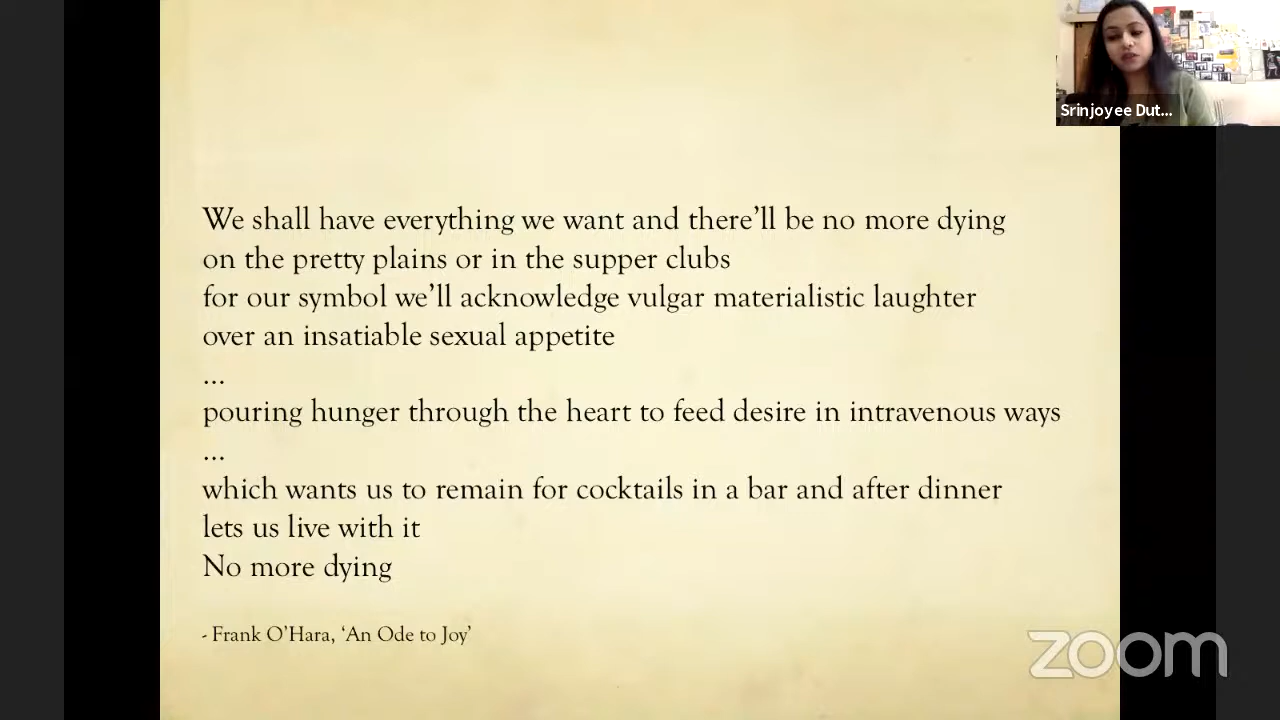 Srinjoyee Dut...
We shall have everything we want and there’ll be no more dying
on the pretty plains or in the supper clubs
for our symbol we’ll acknowledge vulgar materialistic laughter
over an insatiable sexual appetite
...
pouring hunger through the heart to feed desire in intravenous ways
...
which wants us to remain for cocktails in a bar and after dinner
lets us live with it
No more dying
- Frank O’Hara, ‘An Ode to Joy’
zoom